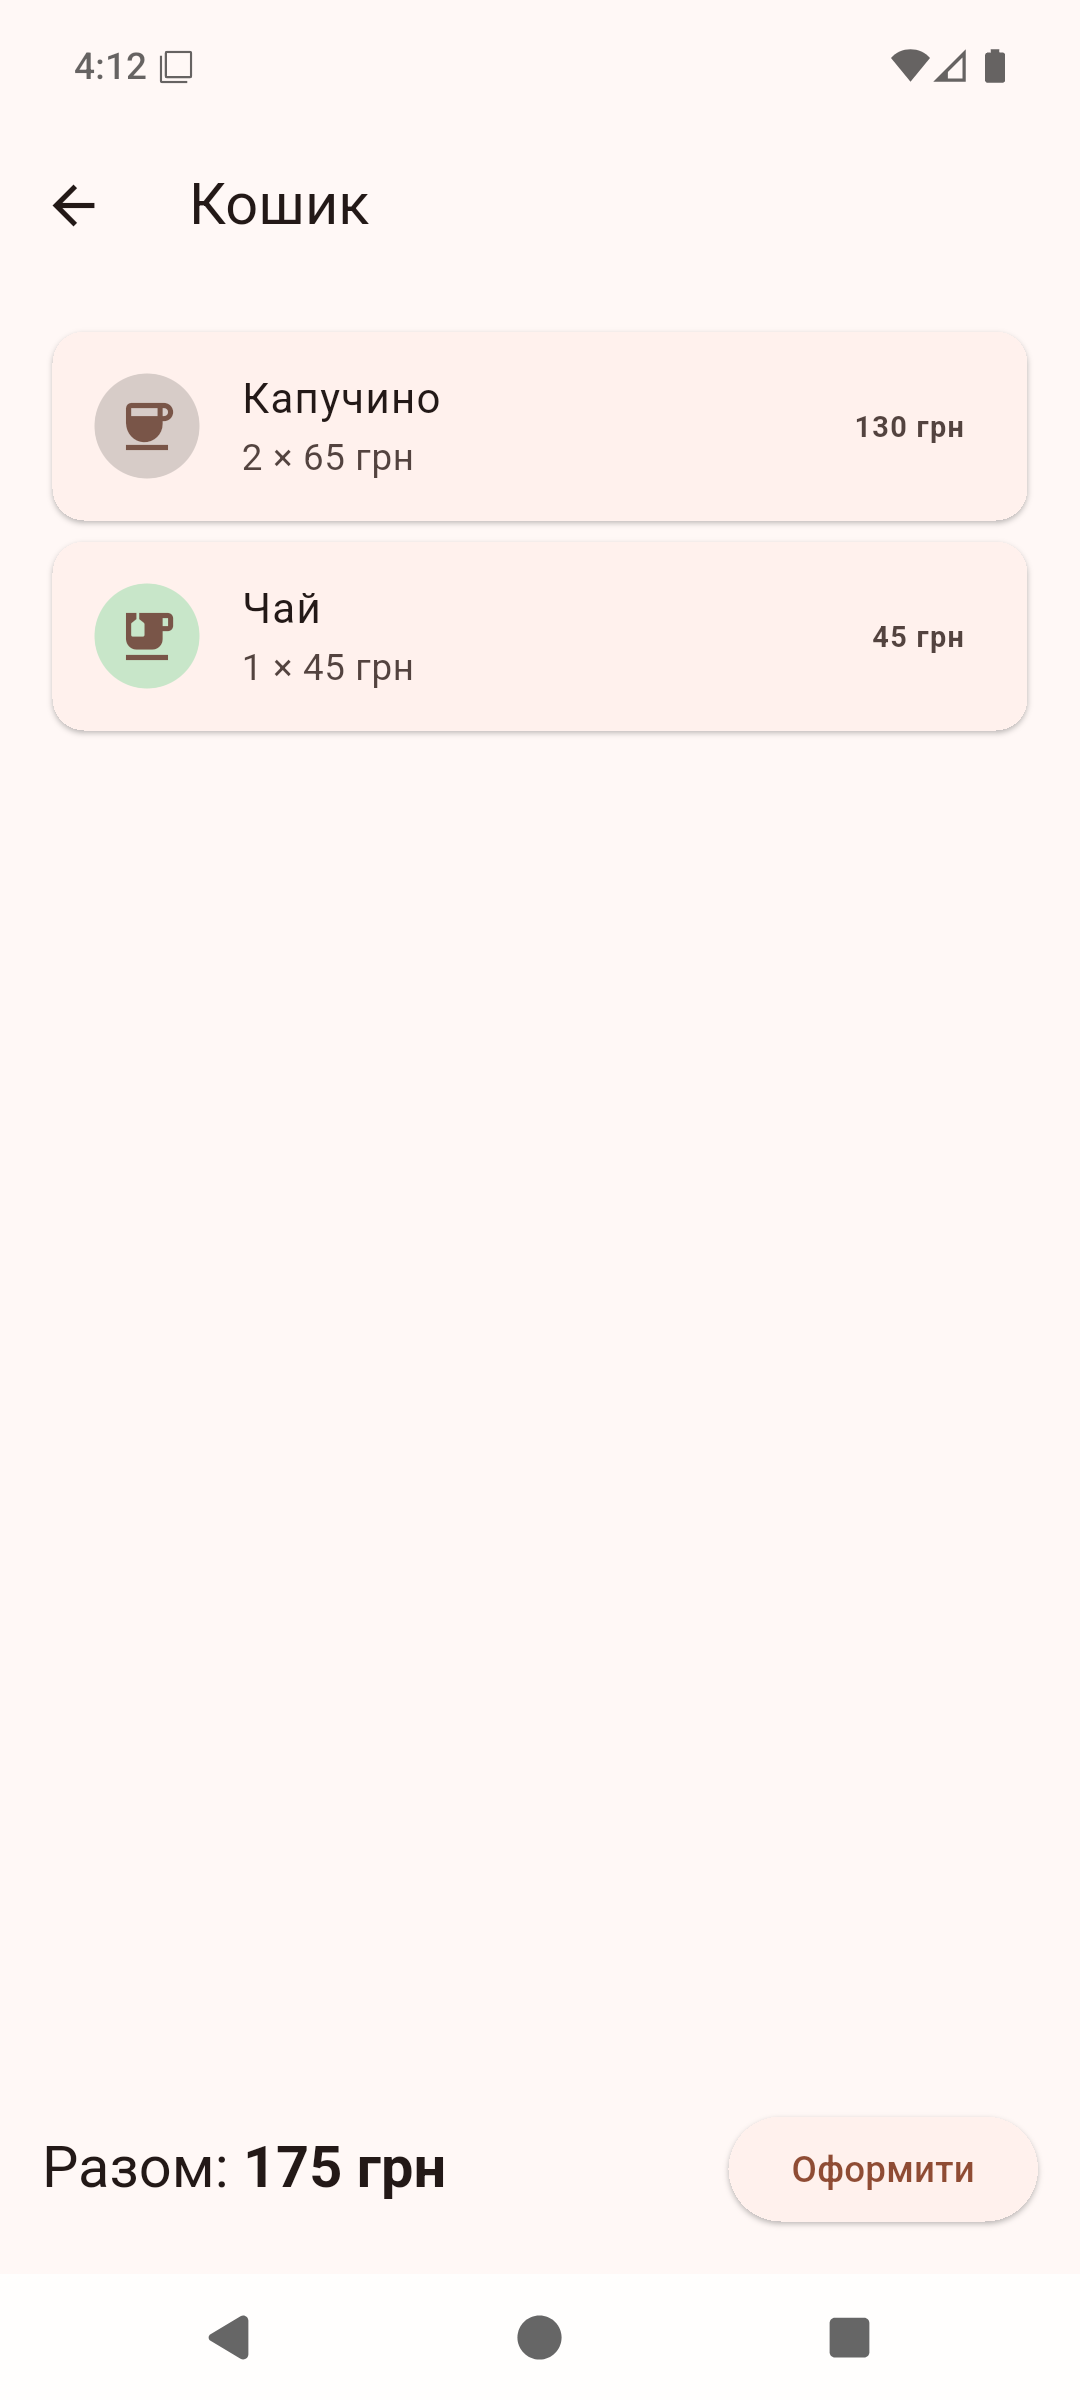 4:12
Кошик
Капучино
2 × 65 грн
130 грн
Чай
1 × 45 грн
45 грн
Разом: 175 грн
Оформити